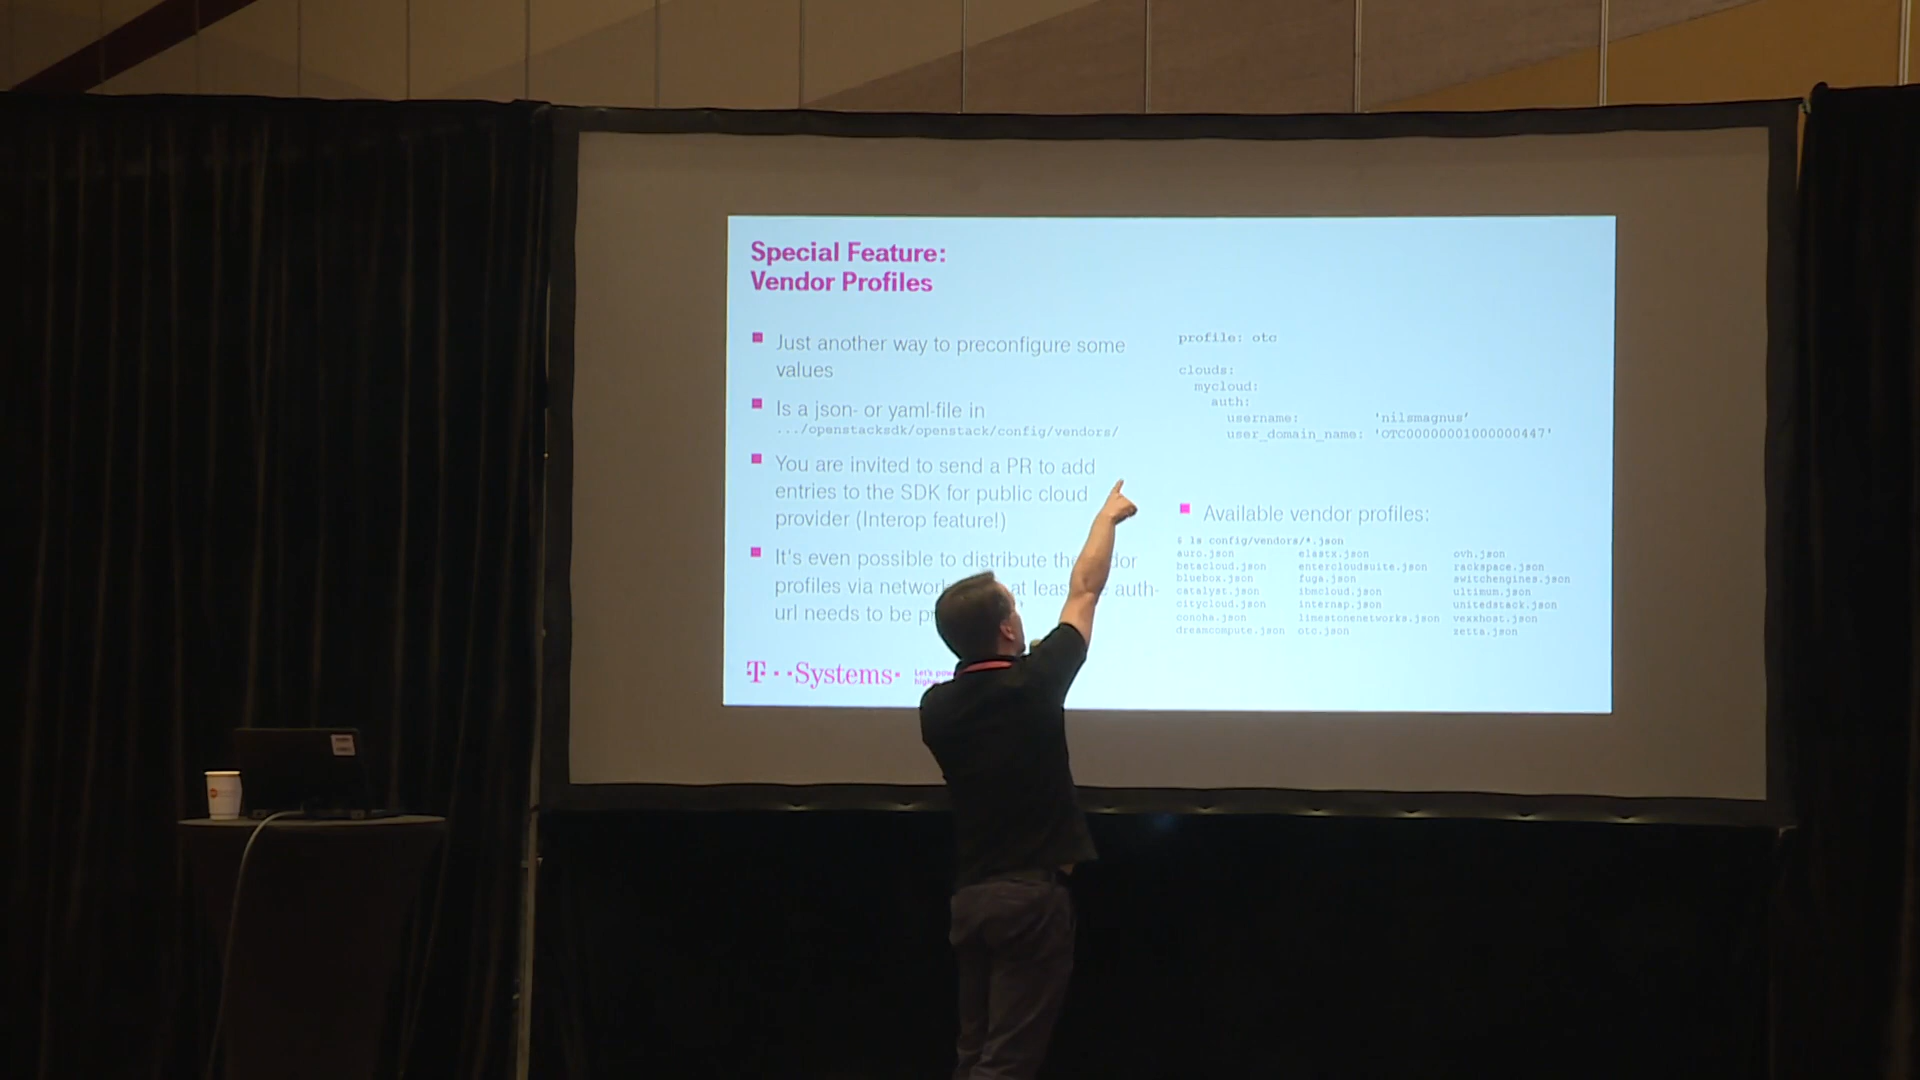 Special Feature:
Vendor Profiles
Just another way to preconfigure some
values
Is a json- or yaml-file in
.../openstacksdk/openstack/config/vendors/
You are invited to send a PR to add
entries to the SDK for public cloud
provider (Interop feature!)
It's even possible to distribute the
profiles via at auth-
url needs to be
T··Systems·
Let's
profile: otc
clouds:
mycloud:
auth:
username: 'nilsmagnus'
user_domain_name: 'OTC00000001000000447'
Available vendor profiles:
$ ls config/vendors/*.json
auro.json elastx.json ovh.json
betacloud.json entercloudsuite.json rackspace.json
bluebox.json fuga.json switchengines.json
catalyst.json ibmcloud.json ultimum.json
citycloud.json internap.json unitedstack.json
conoha.json limestonenetworks.json vexxhost.json
dreamcompute.json otc.json zetta.json